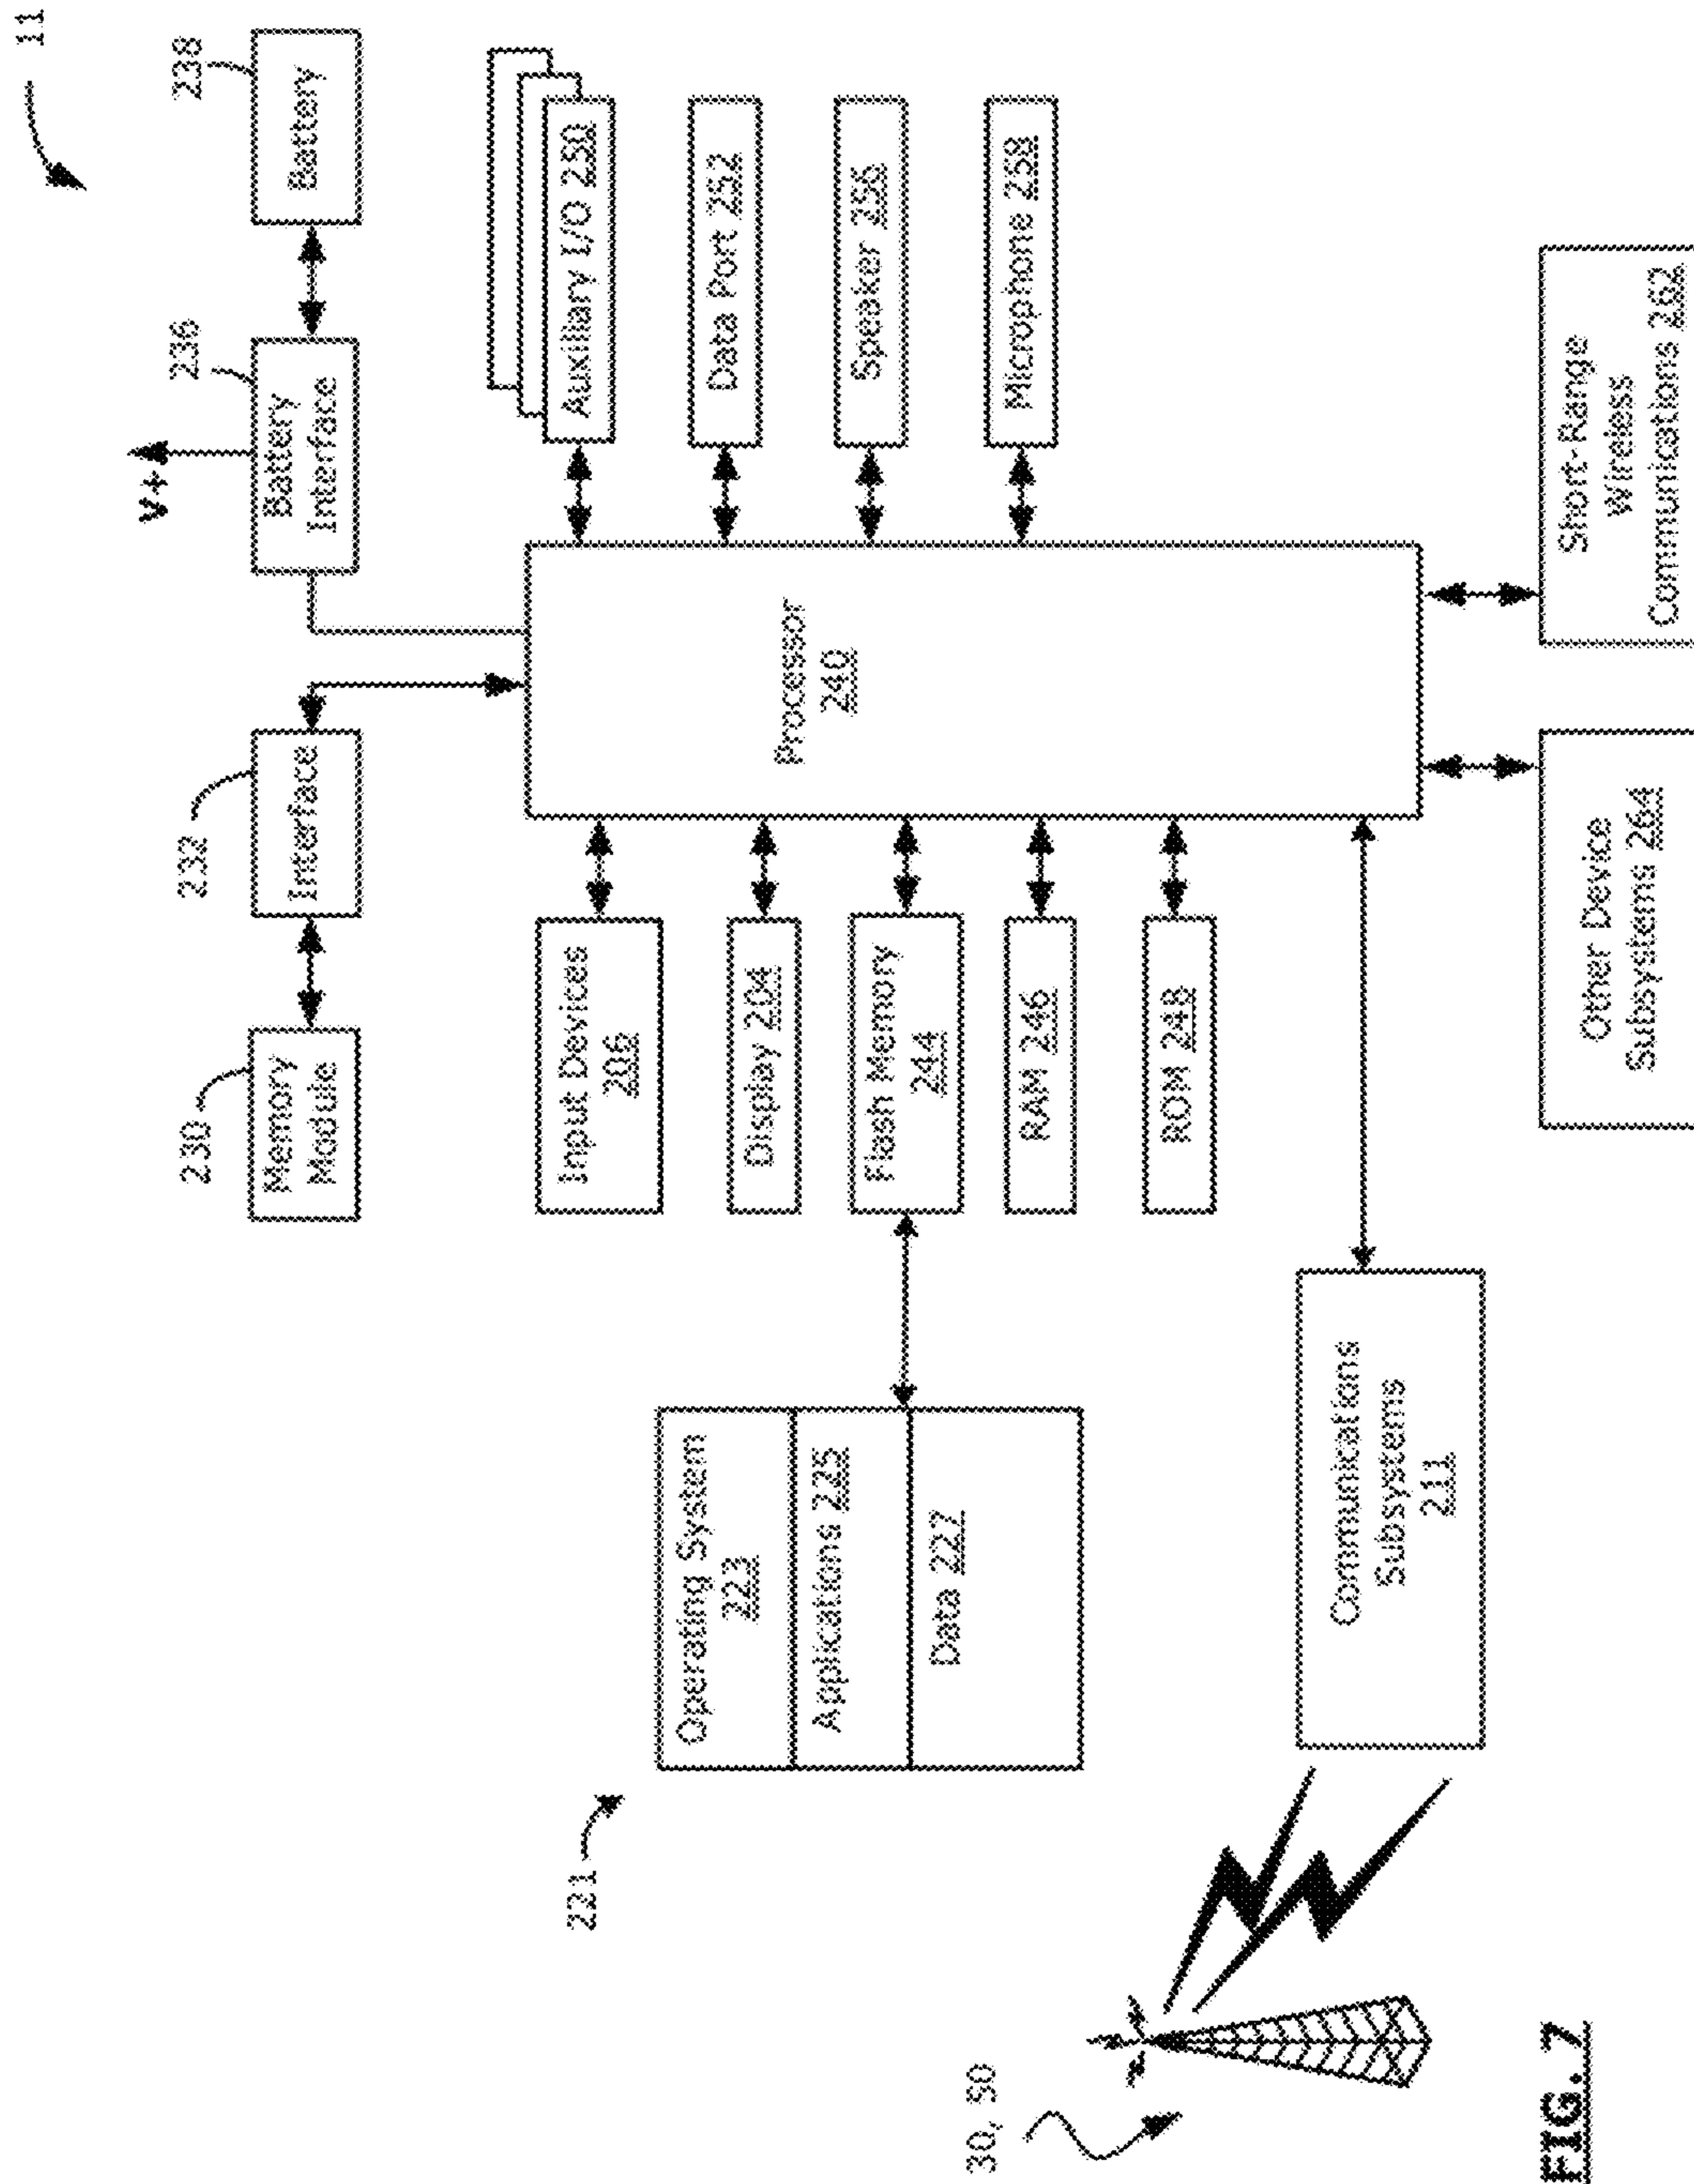 11
230
232
236
238
V+
Memory
Module
Interface
Battery
Interface
Battery
Input Devices
206
Display 204
Flash Memory
244
RAM 246
ROM 248
Processor
240
Auxiliary I/O 250
Data Port 252
Speaker 256
Microphone 258
221
Operating System
223
Applications 225
Data 227
30, 50
Communications
Subsystems
211
Other Device
Subsystems 264
Short-Range
Wireless
Communications 262
FIG. 7